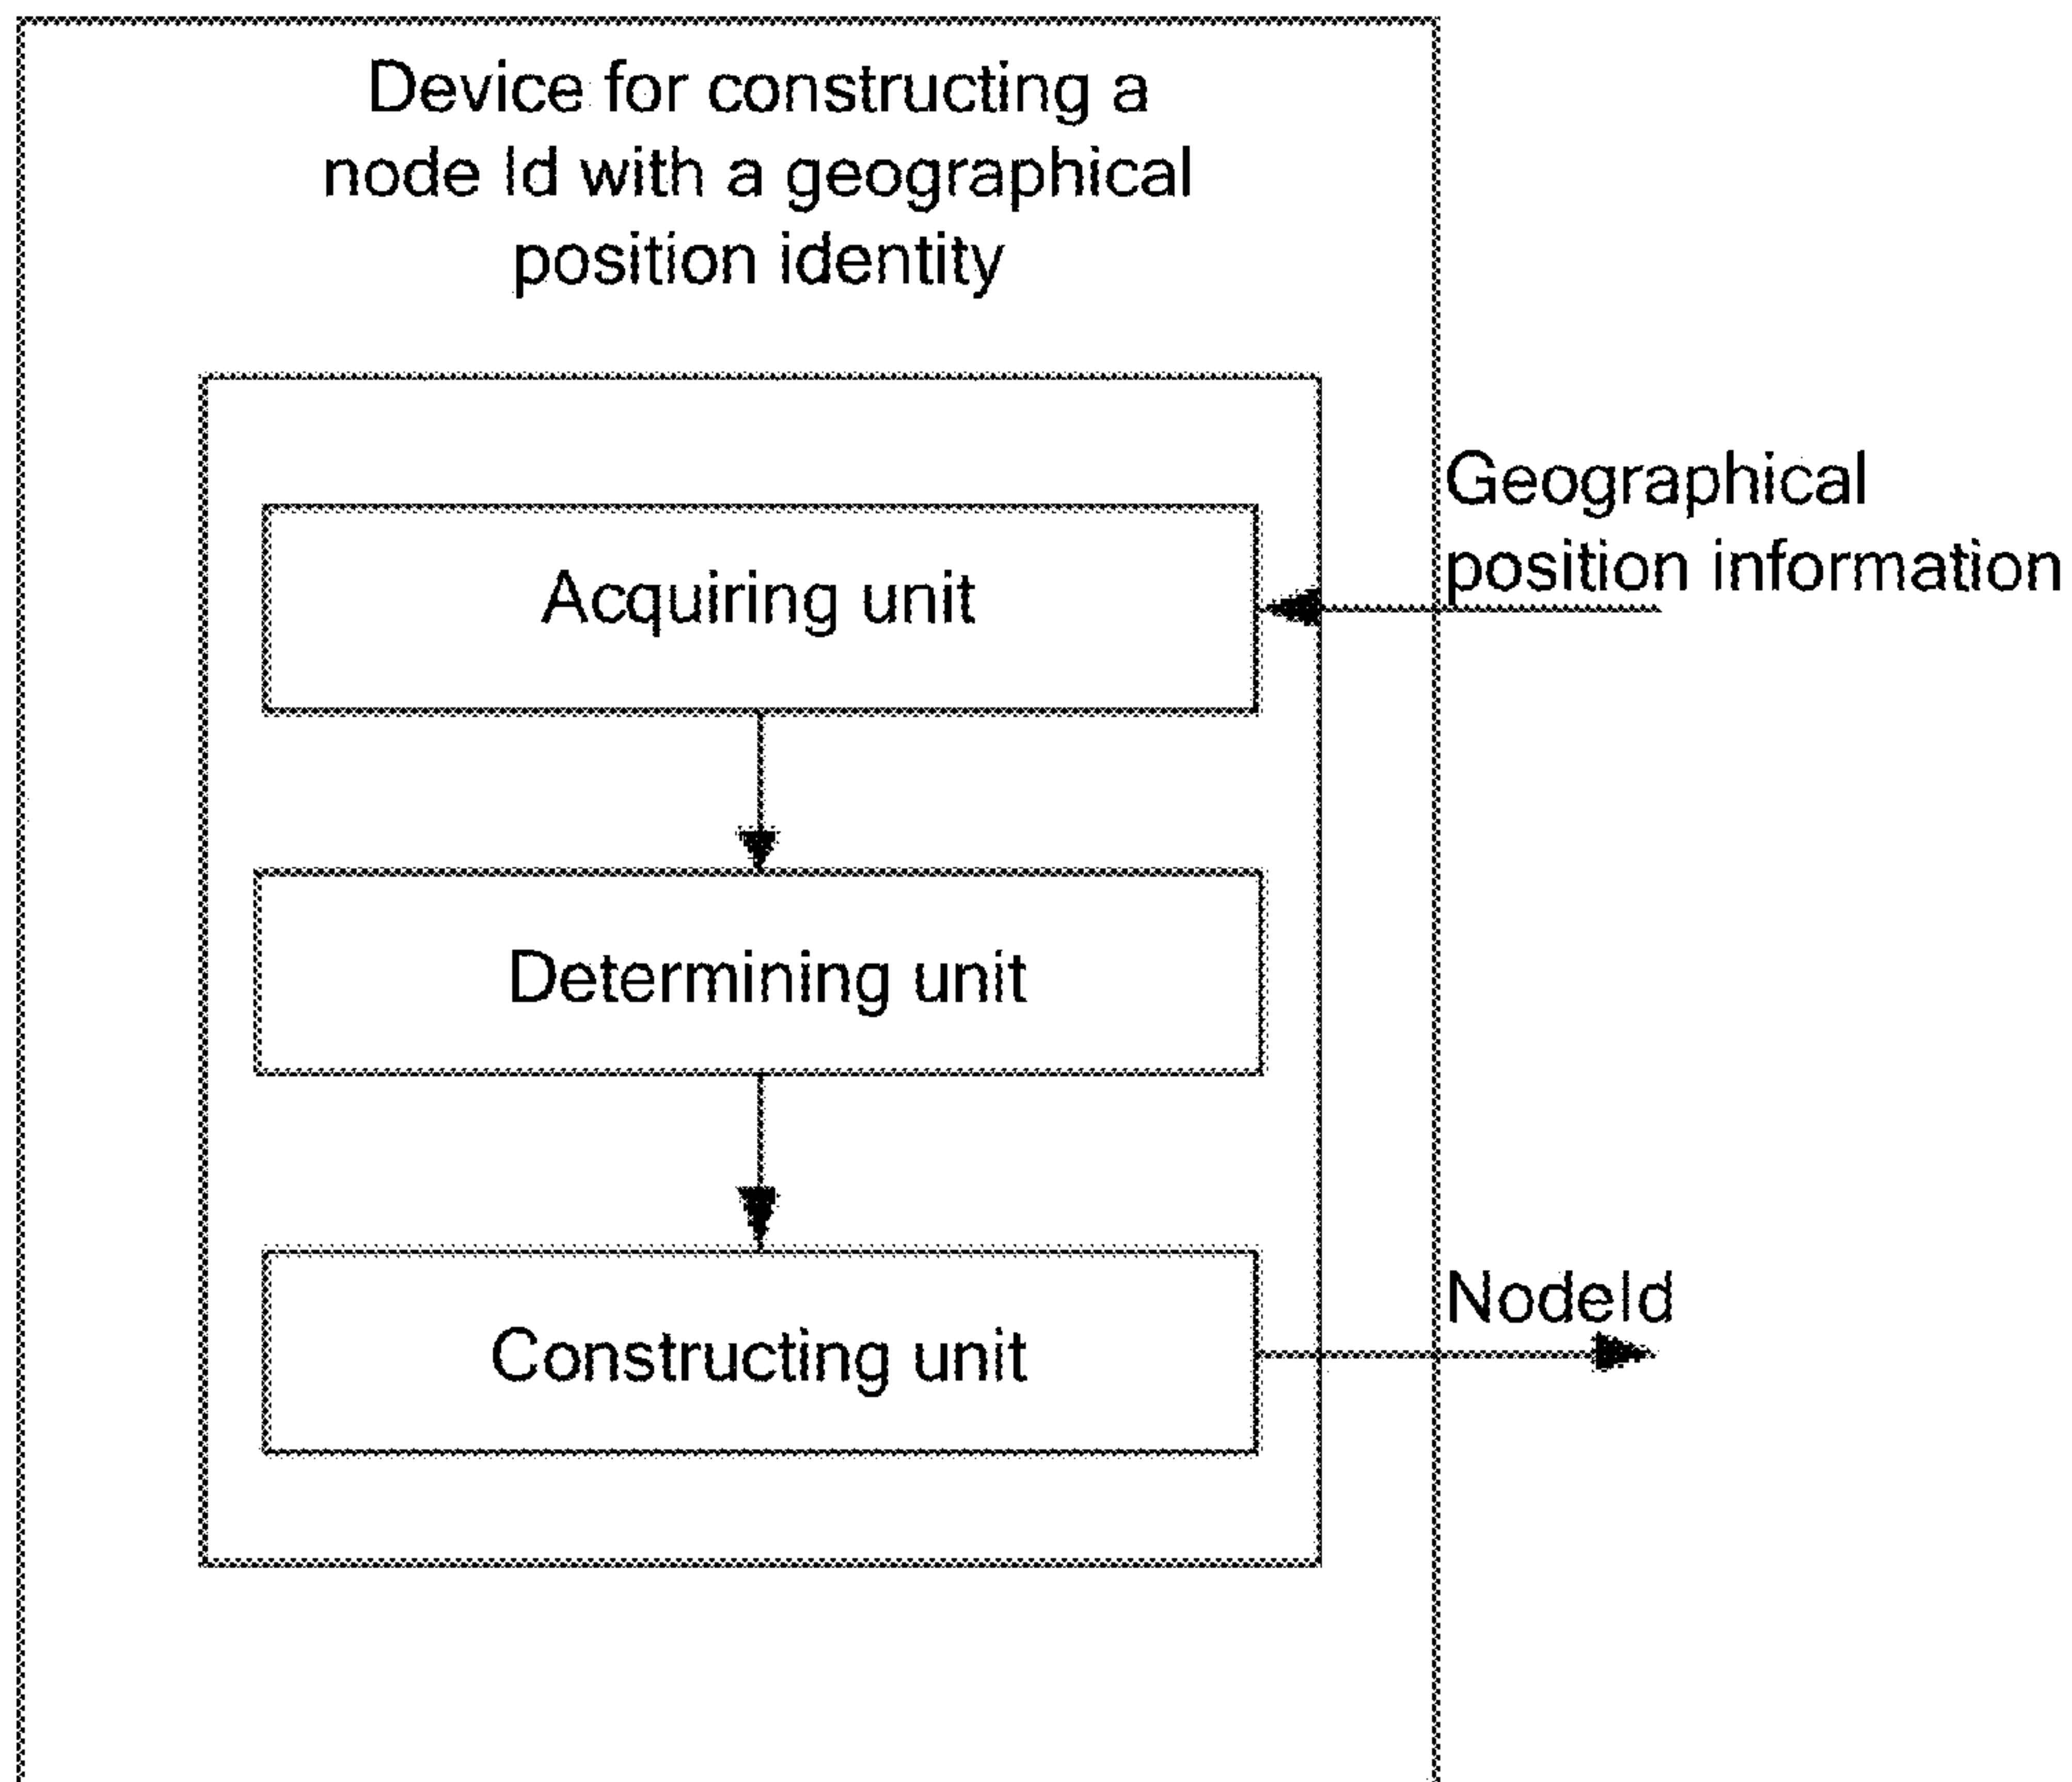 Device for constructing a
node Id with a geographical
position identity
Geographical
position information
Acquiring unit
Determining unit
NodeId
Constructing unit